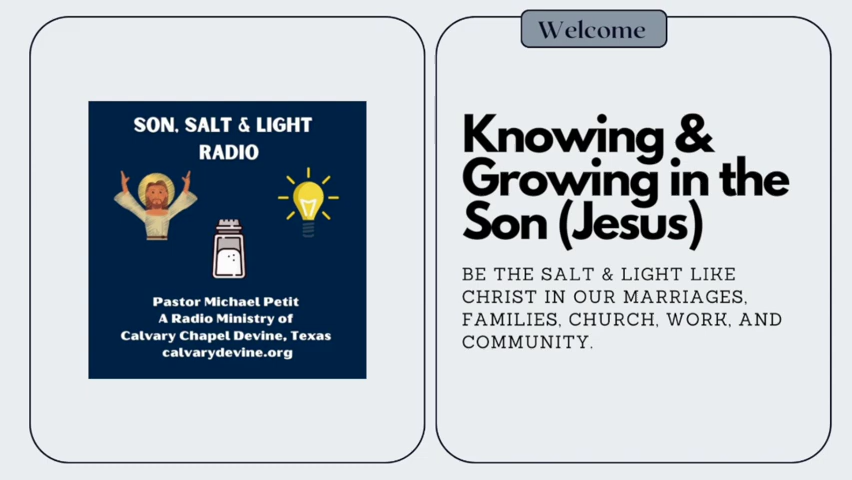 Welcome
SON, SALT & LIGHT
RADIO
Pastor Michael Petit
A Radio Ministry of
Calvary Chapel Devine, Texas
calvarydevine.org
Knowing &
Growing in the
Son (Jesus)
BE THE SALT & LIGHT LIKE
CHRIST IN OUR MARRIAGES,
FAMILIES, CHURCH, WORK, AND
COMMUNITY.